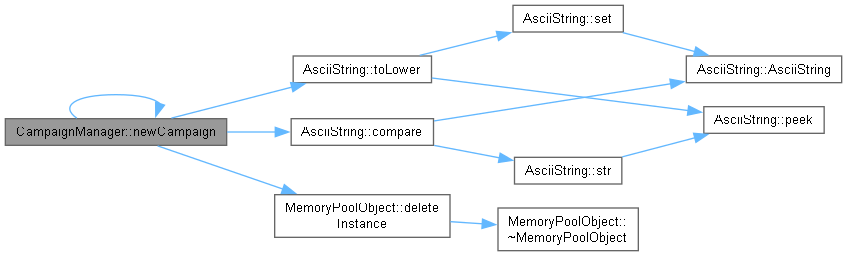 AsciiString::set
AsciiString::toLower
AsciiString::AsciiString
CampaignManager::newCampaign
AsciiString::compare
AsciiString::peek
AsciiString::str
MemoryPoolObject::delete
Instance
MemoryPoolObject::
~MemoryPoolObject